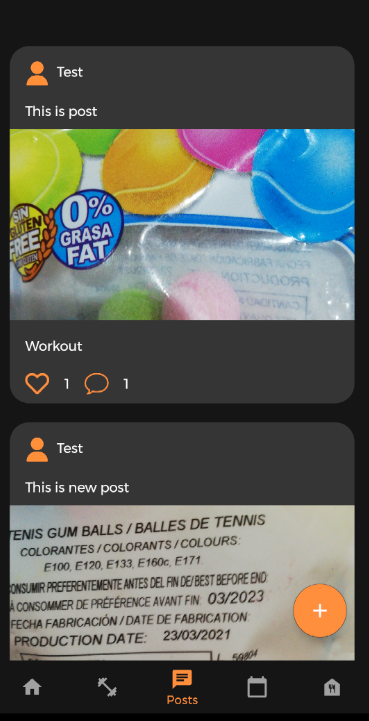 Test
This is post
SIN
GLUTEN
FREE
0%
GRASA
FAT
PRODUCTION
CANTIDAD
Workout
1 1
Test
This is new post
TENIS GUM BALLS / BALLES DE TENNIS
COLORANTES / COLORANTS / COLOURS:
E100, E120, E133, E160c, E171.
CONSUMIR PREFERENTEMENTE ANTES DEL FIN DE/BEST BEFORE END:
À CONSOMMER DE PRÉFÉRENCE AVANT FIN: 03/2023
FECHA FABRICACIÓN / DATE DE FABRICATION:
PRODUCTION DATE: 23/03/2021
+
Posts